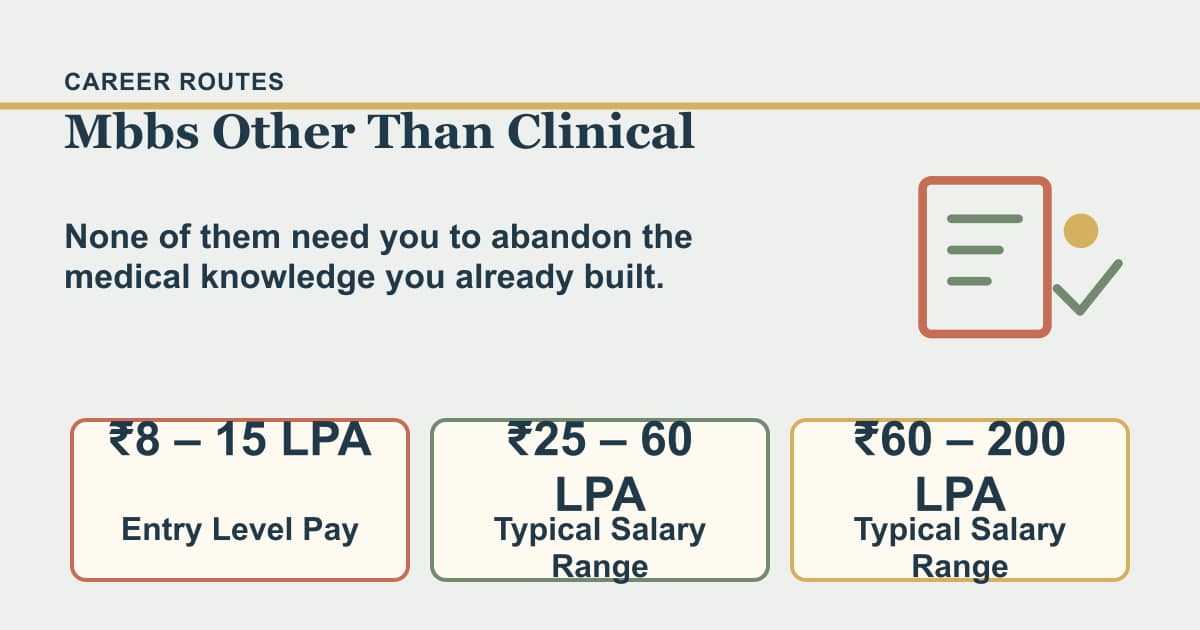 CAREER ROUTES
Mbbs Other Than Clinical
None of them need you to abandon the
medical knowledge you already built.
₹8 – 15 LPA
Entry Level Pay
₹25 – 60
LPA
Typical Salary
Range
₹60 – 200
LPA
Typical Salary
Range